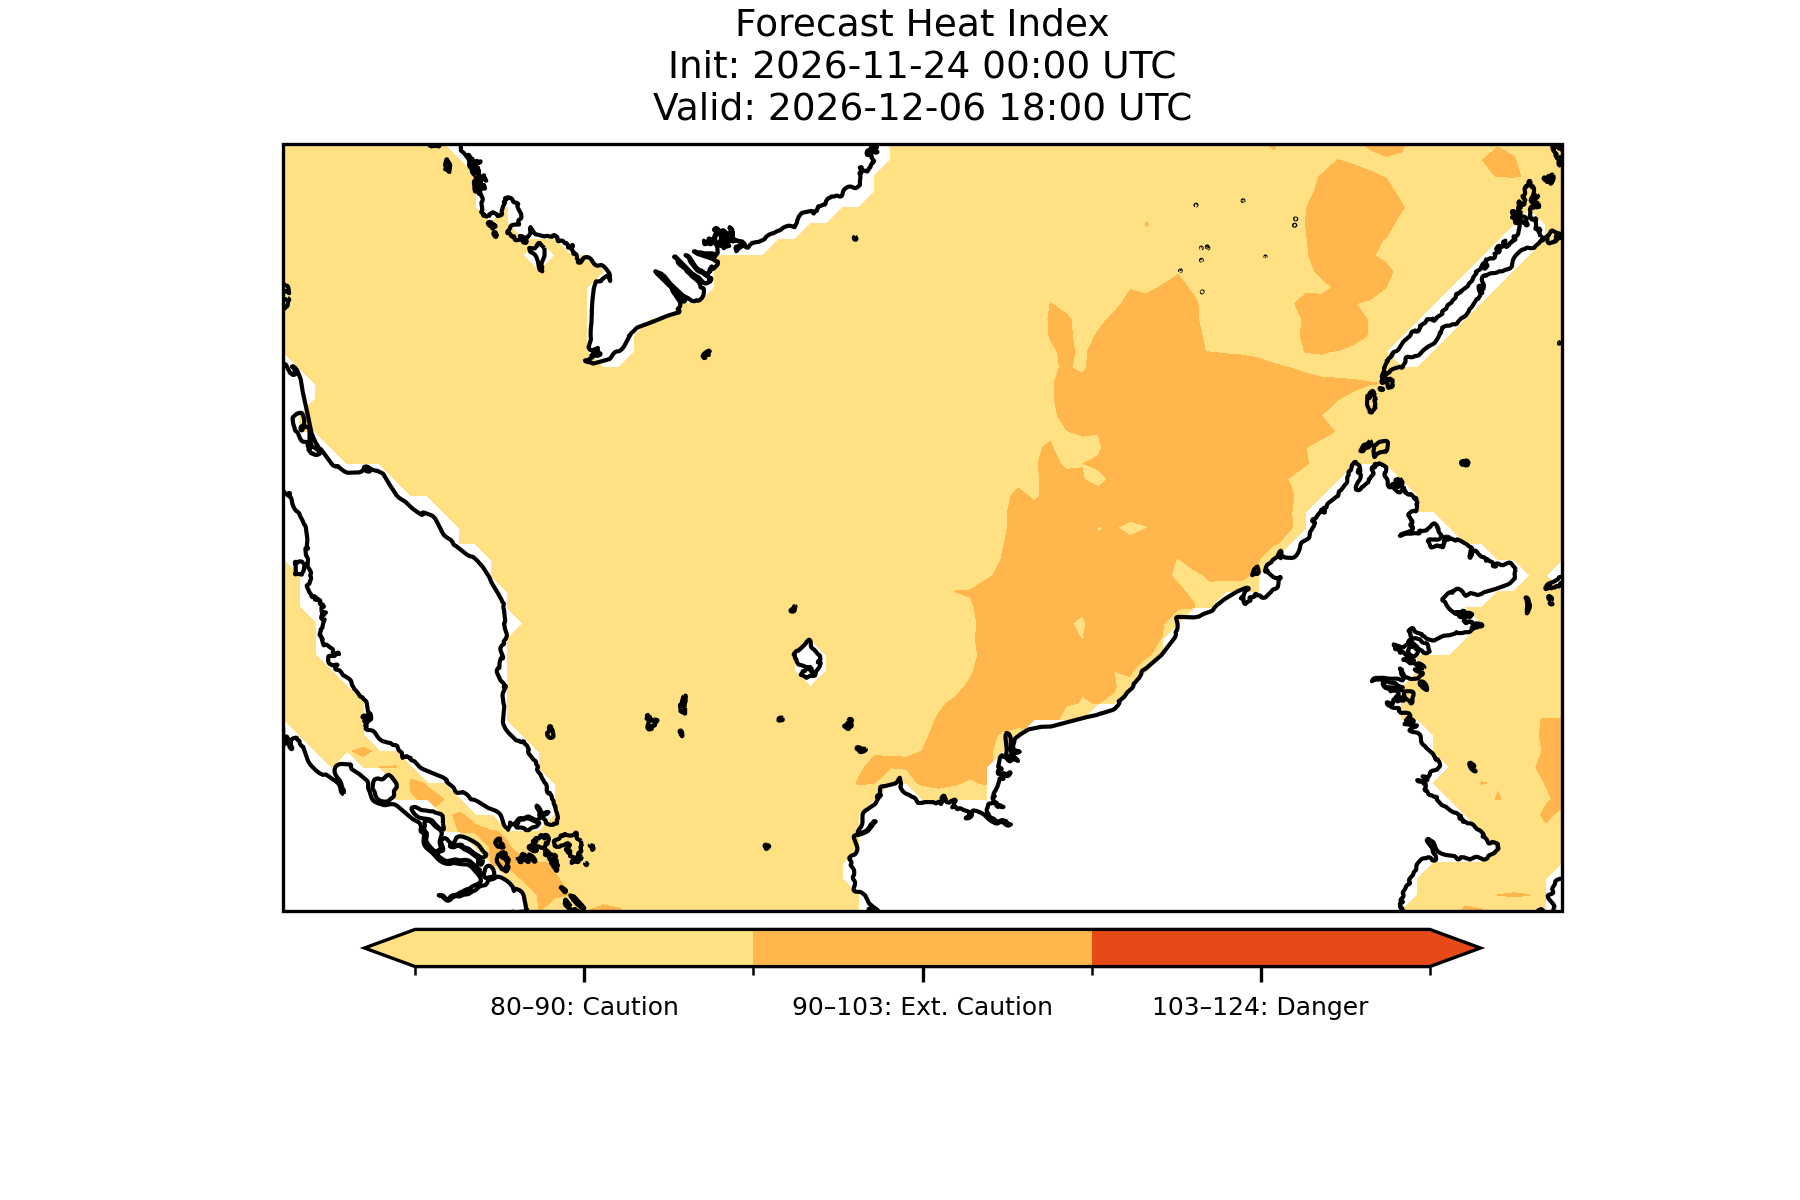 Forecast Heat Index
Init: 2026-11-24 00:00 UTC
Valid: 2026-12-06 18:00 UTC
80–90: Caution
90–103: Ext. Caution
103–124: Danger